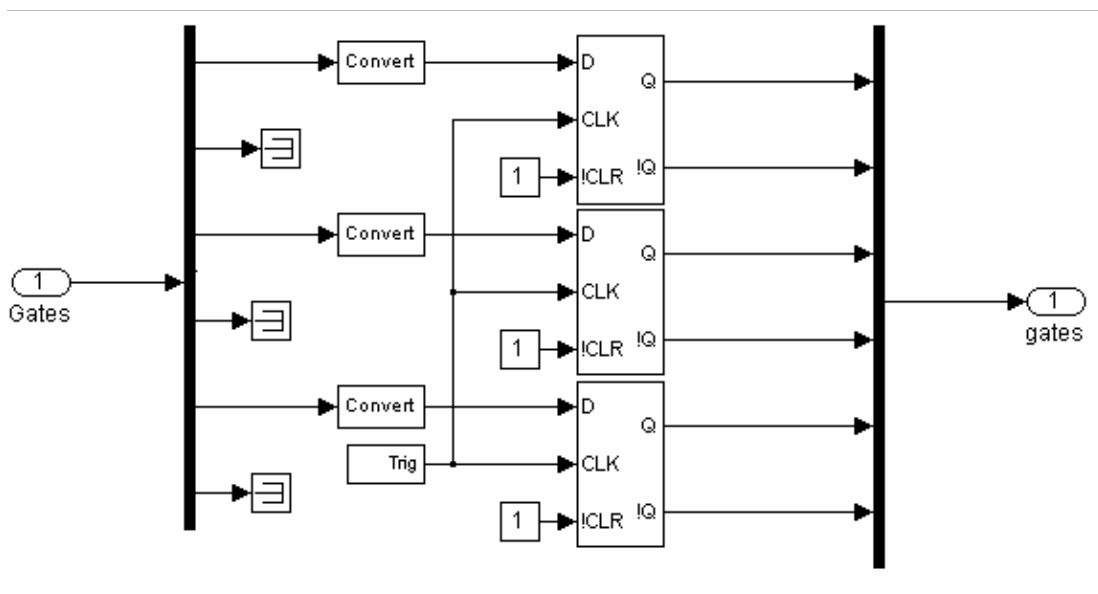 Convert
D
Q
CLK
1
!CLR
!Q
Convert
D
Q
1
Gates
CLK
1
gates
1
!CLR
!Q
Convert
D
Q
Trig
CLK
1
!CLR
!Q